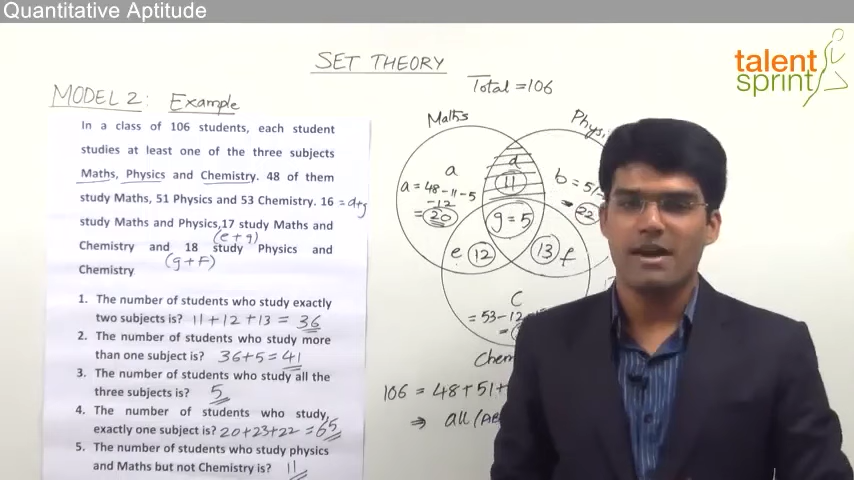 Quantitative Aptitude
talent
sprint
SET THEORY
Total = 106
MODEL 2: Example
In a class of 106 students, each student
studies at least one of the three subjects
Maths, Physics and Chemistry. 48 of them
study Maths, 51 Physics and 53 Chemistry. 16 = d+g
study Maths and Physics,17 study Maths and
(e+g)
Chemistry and 18 study Physics and
(g+F)
Chemistry
1. The number of students who study exactly
two subjects is? 11+12+13 = 36
2. The number of students who study more
than one subject is? 36+5=41
3. The number of students who study all the
three subjects is? 5
4. The number of students who study,
exactly one subject is? 20+23+22 = 65
5. The number of students who study physics
and Maths but not Chemistry is? 11
Maths
Physi
a
d
a = 48-11-5
-12
= 20
11
b = 51
= 22
g = 5
e 12
13 f
C
= 53-12
=
Chem
106 = 48+51+
⇒ all